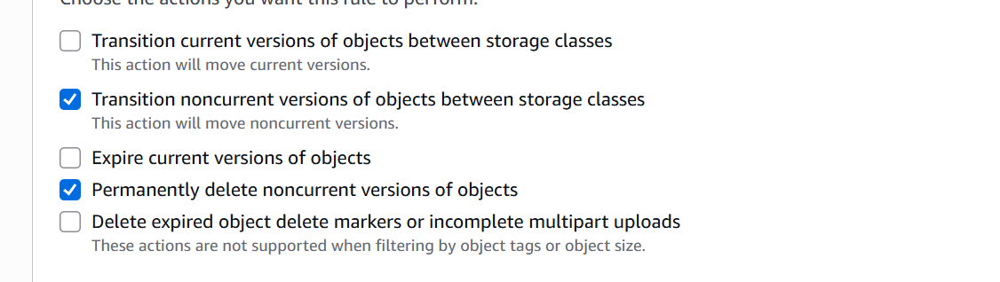 Choose the actions you want this rule to perform.
Transition current versions of objects between storage classes
This action will move current versions.
Transition noncurrent versions of objects between storage classes
This action will move noncurrent versions.
Expire current versions of objects
Permanently delete noncurrent versions of objects
Delete expired object delete markers or incomplete multipart uploads
These actions are not supported when filtering by object tags or object size.